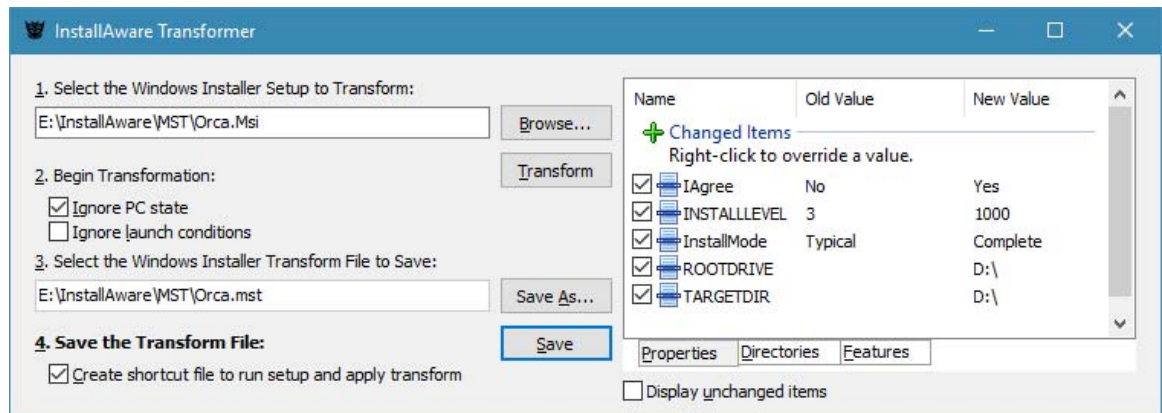 InstallAware Transformer
1. Select the Windows Installer Setup to Transform:
E:\InstallAware\MST\Orca.Msi
Browse...
2. Begin Transformation:
Transform
Ignore PC state
Ignore launch conditions
3. Select the Windows Installer Transform File to Save:
E:\InstallAware\MST\Orca.mst
Save As...
4. Save the Transform File:
Save
Create shortcut file to run setup and apply transform
Name Old Value New Value
Changed Items
Right-click to override a value.
IAgree No Yes
INSTALLLEVEL 3 1000
InstallMode Typical Complete
ROOTDRIVE D:\
TARGETDIR D:\
Properties Directories Features
Display unchanged items